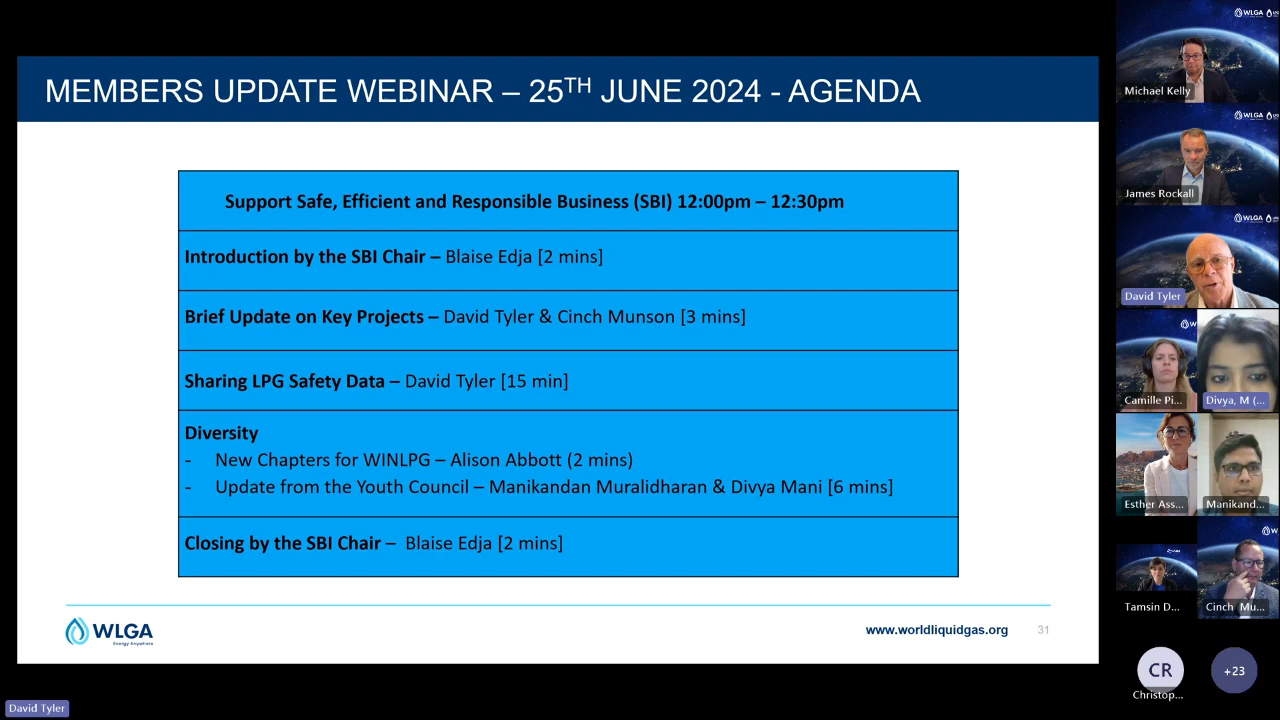 MEMBERS UPDATE WEBINAR – 25TH JUNE 2024 - AGENDA
Support Safe, Efficient and Responsible Business (SBI) 12:00pm – 12:30pm
Introduction by the SBI Chair – Blaise Edja [2 mins]
Brief Update on Key Projects – David Tyler & Cinch Munson [3 mins]
Sharing LPG Safety Data – David Tyler [15 min]
Diversity
- New Chapters for WINLPG – Alison Abbott (2 mins)
- Update from the Youth Council – Manikandan Muralidharan & Divya Mani [6 mins]
Closing by the SBI Chair – Blaise Edja [2 mins]
WLGA
Energy Anywhere
www.worldliquidgas.org
31
David Tyler
WLGA
Michael Kelly
WLGA
James Rockall
WLGA
David Tyler
Camille Pi...
Divya, M (...
Esther Ass...
Manikand...
Tamsin D...
Cinch Mu...
CR
Christop...
+23